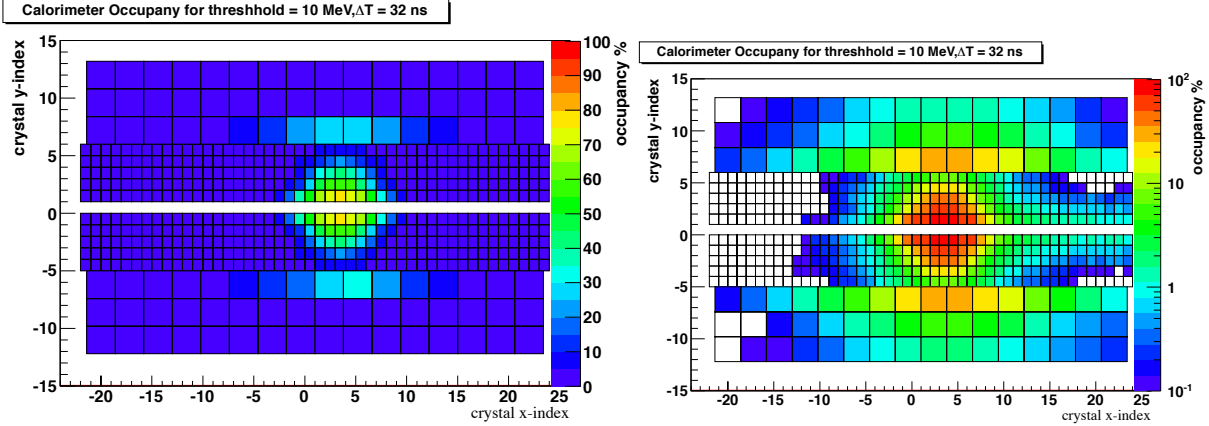 Calorimeter Occupany for threshhold = 10 MeV,ΔT = 32 ns
crystal y-index
15
10
5
0
-5
-10
-15
-20 -15 -10 -5 0 5 10 15 20 25
crystal x-index
100
90
80
70
60
50
40
30
20
10
0
occupancy %
Calorimeter Occupany for threshhold = 10 MeV,ΔT = 32 ns
crystal y-index
15
10
5
0
-5
-10
-15
-20 -15 -10 -5 0 5 10 15 20 25
crystal x-index
10²
10
1
10⁻¹
occupancy %